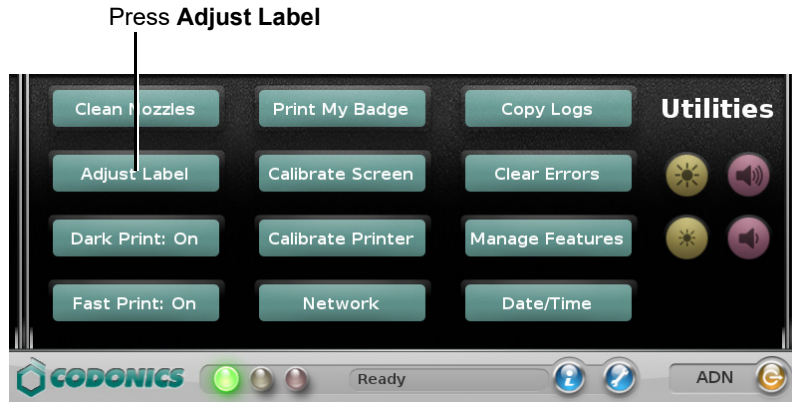 Press Adjust Label
Clean Nozzles Print My Badge Copy Logs Utilities
Adjust Label Calibrate Screen Clear Errors
Dark Print: On Calibrate Printer Manage Features
Fast Print: On Network Date/Time
CODONICS Ready ADN